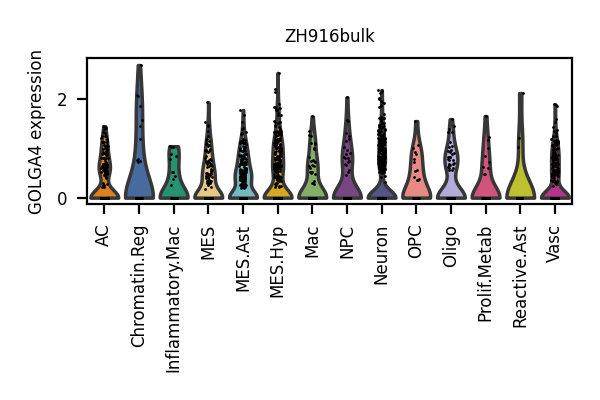 ZH916bulk
GOLGA4 expression
2
0
AC
Chromatin.Reg
Inflammatory.Mac
MES
MES.Ast
MES.Hyp
Mac
NPC
Neuron
OPC
Oligo
Prolif.Metab
Reactive.Ast
Vasc